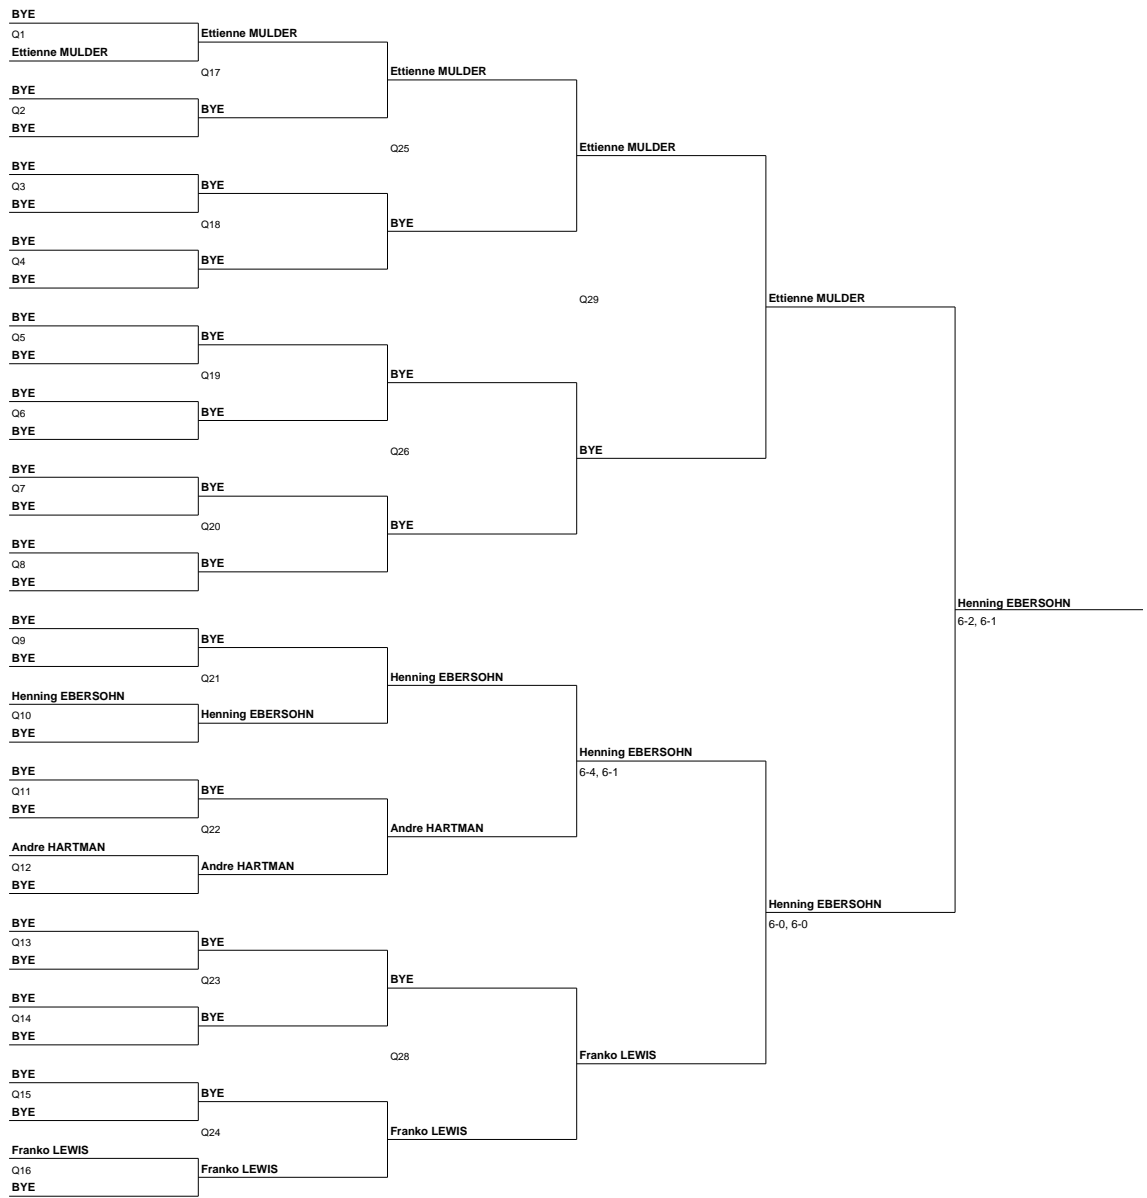 BYE
Q1
Ettienne MULDER
BYE
Q2
BYE
BYE
Q3
BYE
BYE
Q4
BYE
BYE
Q5
BYE
BYE
Q6
BYE
BYE
Q7
BYE
BYE
Q8
BYE
BYE
Q9
BYE
Henning EBERSOHN
Q10
BYE
BYE
Q11
BYE
Andre HARTMAN
Q12
BYE
BYE
Q13
BYE
BYE
Q14
BYE
BYE
Q15
BYE
Franko LEWIS
Q16
BYE
Ettienne MULDER
Q17
BYE
BYE
Q18
BYE
BYE
Q19
BYE
BYE
Q20
BYE
BYE
Q21
Henning EBERSOHN
BYE
Q22
Andre HARTMAN
BYE
Q23
BYE
BYE
Q24
Franko LEWIS
Ettienne MULDER
Q25
BYE
BYE
Q26
BYE
Henning EBERSOHN
Andre HARTMAN
BYE
Q28
Franko LEWIS
Ettienne MULDER
Q29
BYE
Henning EBERSOHN
6-4, 6-1
Franko LEWIS
Ettienne MULDER
Henning EBERSOHN
6-0, 6-0
Henning EBERSOHN
6-2, 6-1